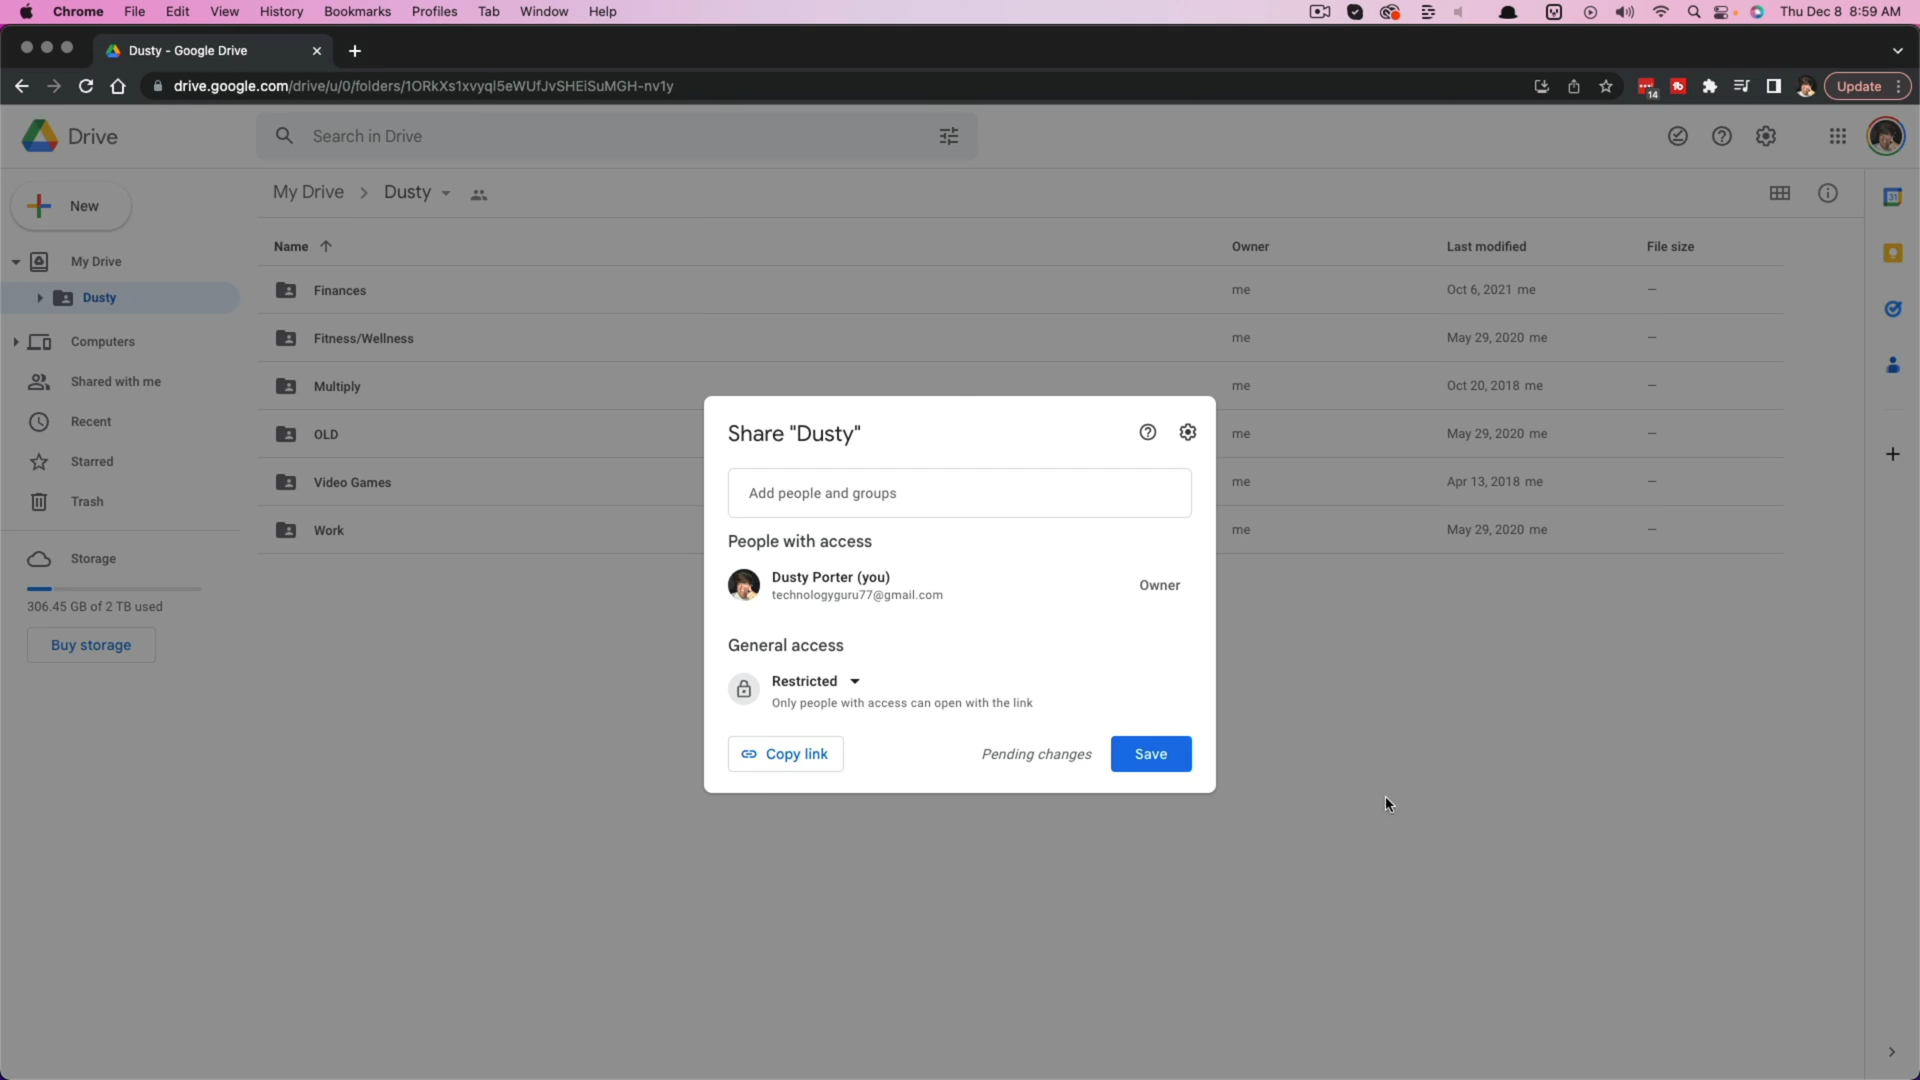 Chrome File Edit View History Bookmarks Profiles Tab Window Help Thu Dec 8 8:59 AM
Dusty - Google Drive
drive.google.com/drive/u/0/folders/1ORkXs1xvyql5eWUfJvSHEiSuMGH-nv1y 14 Update
Drive Search in Drive
My Drive Dusty
New
Name Owner Last modified File size
My Drive
Dusty
Computers
Shared with me
Recent
Starred
Trash
Storage
306.45 GB of 2 TB used
Buy storage
Finances me Oct 6, 2021 me —
Fitness/Wellness me May 29, 2020 me —
Multiply me Oct 20, 2018 me —
OLD me May 29, 2020 me —
Video Games me Apr 13, 2018 me —
Work me May 29, 2020 me —
Share "Dusty"
Add people and groups
People with access
Dusty Porter (you)
technologyguru77@gmail.com
Owner
General access
Restricted
Only people with access can open with the link
Copy link Pending changes Save
31